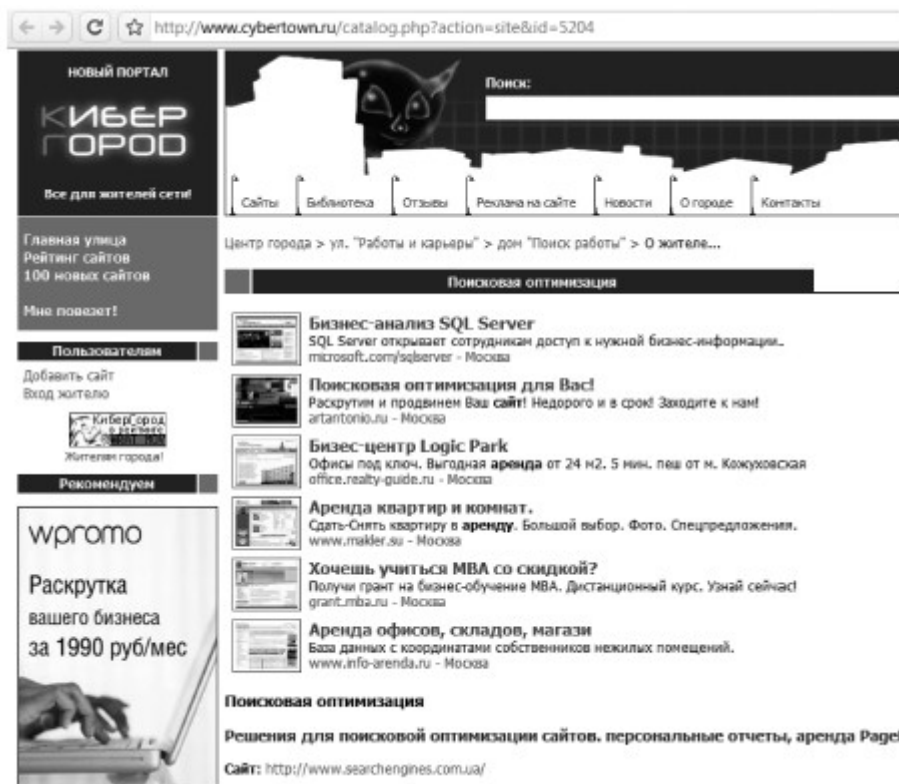 http://www.cybertown.ru/catalog.php?action=site&id=5204
НОВЫЙ ПОРТАЛ
КИБЕР
ГОРОД
Все для жителей сети!
Поиск:
Сайты
Библиотека
Отзывы
Реклама на сайте
Новости
О городе
Контакты
Главная улица
Рейтинг сайтов
100 новых сайтов
Мне повезет!
Пользователям
Добавить сайт
Вход жителю
КиберГород
Жителям города!
Рекомендуем
wpromo
Раскрутка
вашего бизнеса
за 1990 руб/мес
Центр города > ул. "Работы и карьеры" > дом "Поиск работы" > О жителе...
Поисковая оптимизация
Бизнес-анализ SQL Server
SQL Server открывает сотрудникам доступ к нужной бизнес-информации..
microsoft.com/sqlserver - Москва
Поисковая оптимизация для Вас!
Раскрутим и продвинем Ваш сайт! Недорого и в срок! Заходите к нам!
artantonio.ru - Москва
Бизес-центр Logic Park
Офисы под ключ. Выгодная аренда от 24 м2. 5 мин. пеш от м. Кожуховская
office.realty-guide.ru - Москва
Аренда квартир и комнат.
Сдать-Снять квартиру в аренду. Большой выбор. Фото. Спецпредложения.
www.makler.su - Москва
Хочешь учиться MBA со скидкой?
Получи грант на бизнес-обучение MBA. Дистанционный курс. Узнай сейчас!
grant.mba.ru - Москва
Аренда офисов, складов, магази
База данных с координатами собственников нежилых помещений.
www.info-arenda.ru - Москва
Поисковая оптимизация
Решения для поисковой оптимизации сайтов. персональные отчеты, аренда Page
Сайт: http://www.searchengines.com.ua/